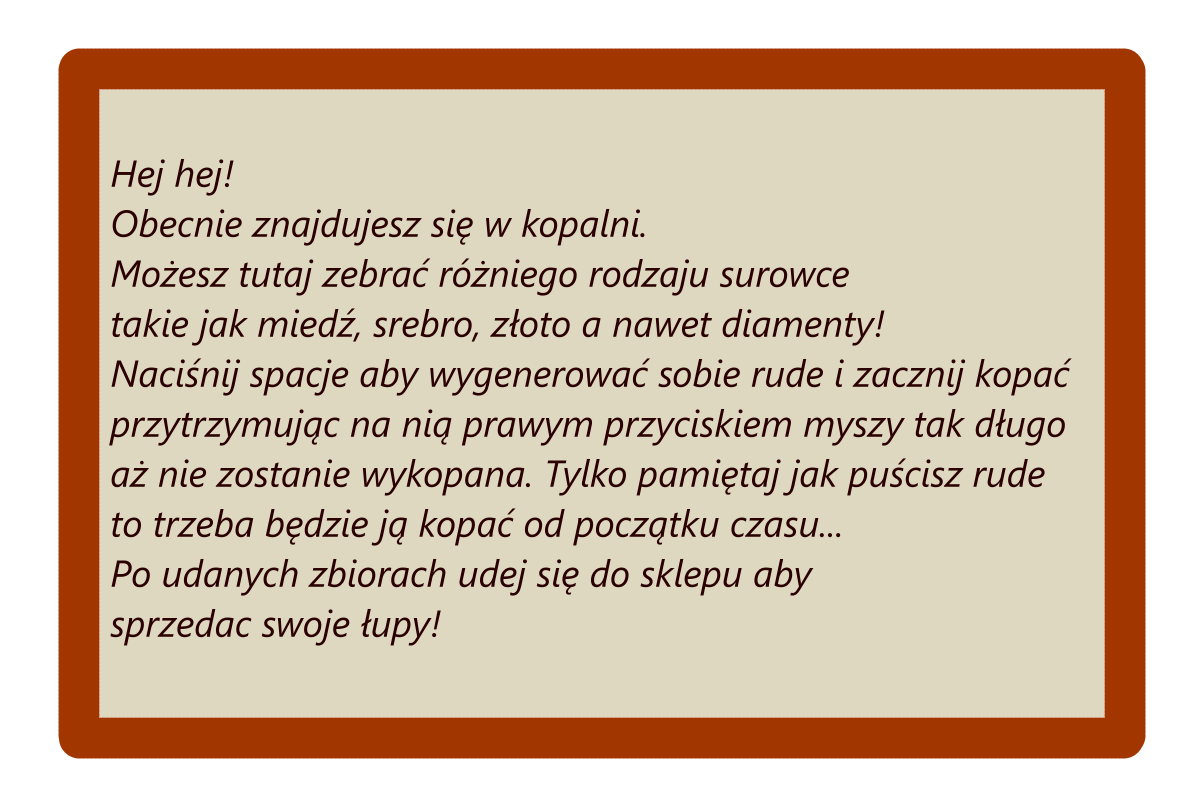 Hej hej!
Obecnie znajdujesz się w kopalni.
Możesz tutaj zebrać różniego rodzaju surowce
takie jak miedź, srebro, złoto a nawet diamenty!
Naciśnij spacje aby wygenerować sobie rude i zacznij kopać
przytrzymując na nią prawym przyciskiem myszy tak długo
aż nie zostanie wykopana. Tylko pamiętaj jak puścisz rude
to trzeba będzie ją kopać od początku czasu...
Po udanych zbiorach udej się do sklepu aby
sprzedac swoje łupy!